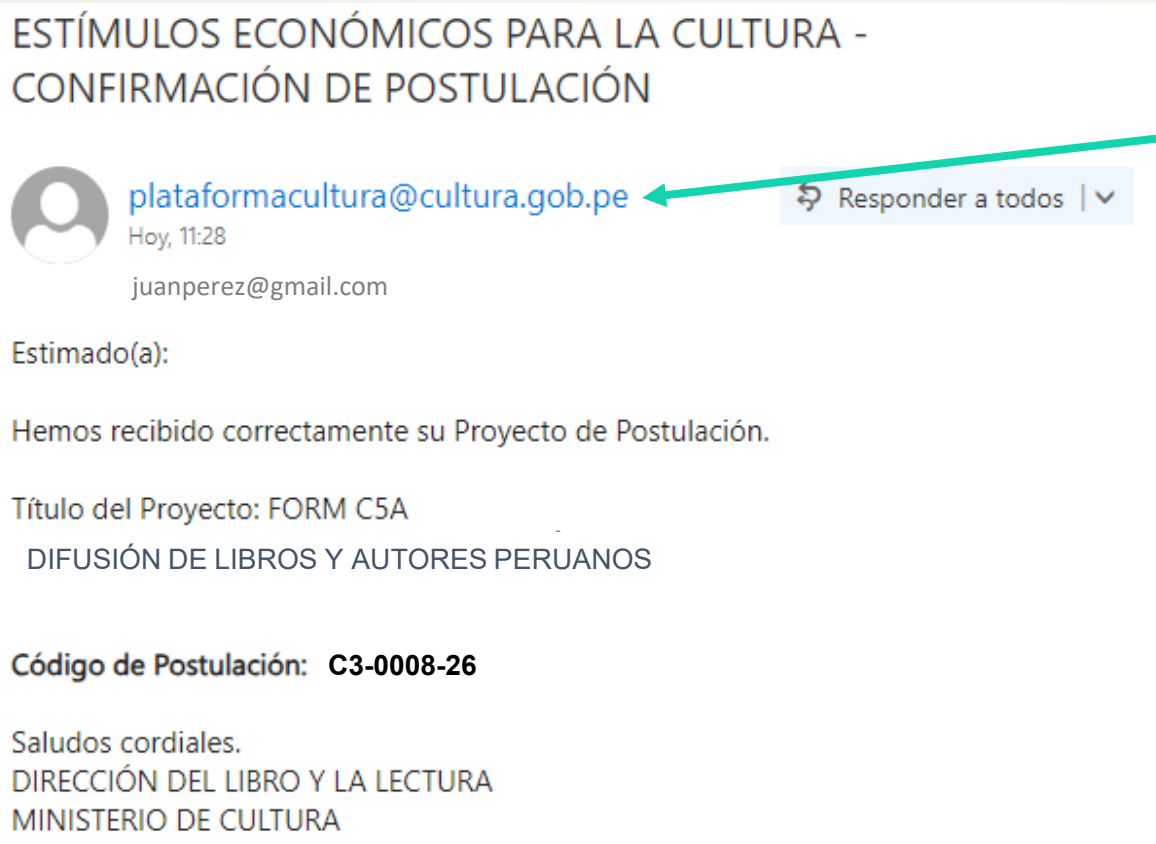 ESTÍMULOS ECONÓMICOS PARA LA CULTURA -
CONFIRMACIÓN DE POSTULACIÓN
plataformacultura@cultura.gob.pe
Responder a todos
Hoy, 11:28
juanperez@gmail.com
Estimado(a):
Hemos recibido correctamente su Proyecto de Postulación.
Título del Proyecto: FORM C5A
DIFUSIÓN DE LIBROS Y AUTORES PERUANOS
Código de Postulación: C3-0008-26
Saludos cordiales.
DIRECCIÓN DEL LIBRO Y LA LECTURA
MINISTERIO DE CULTURA